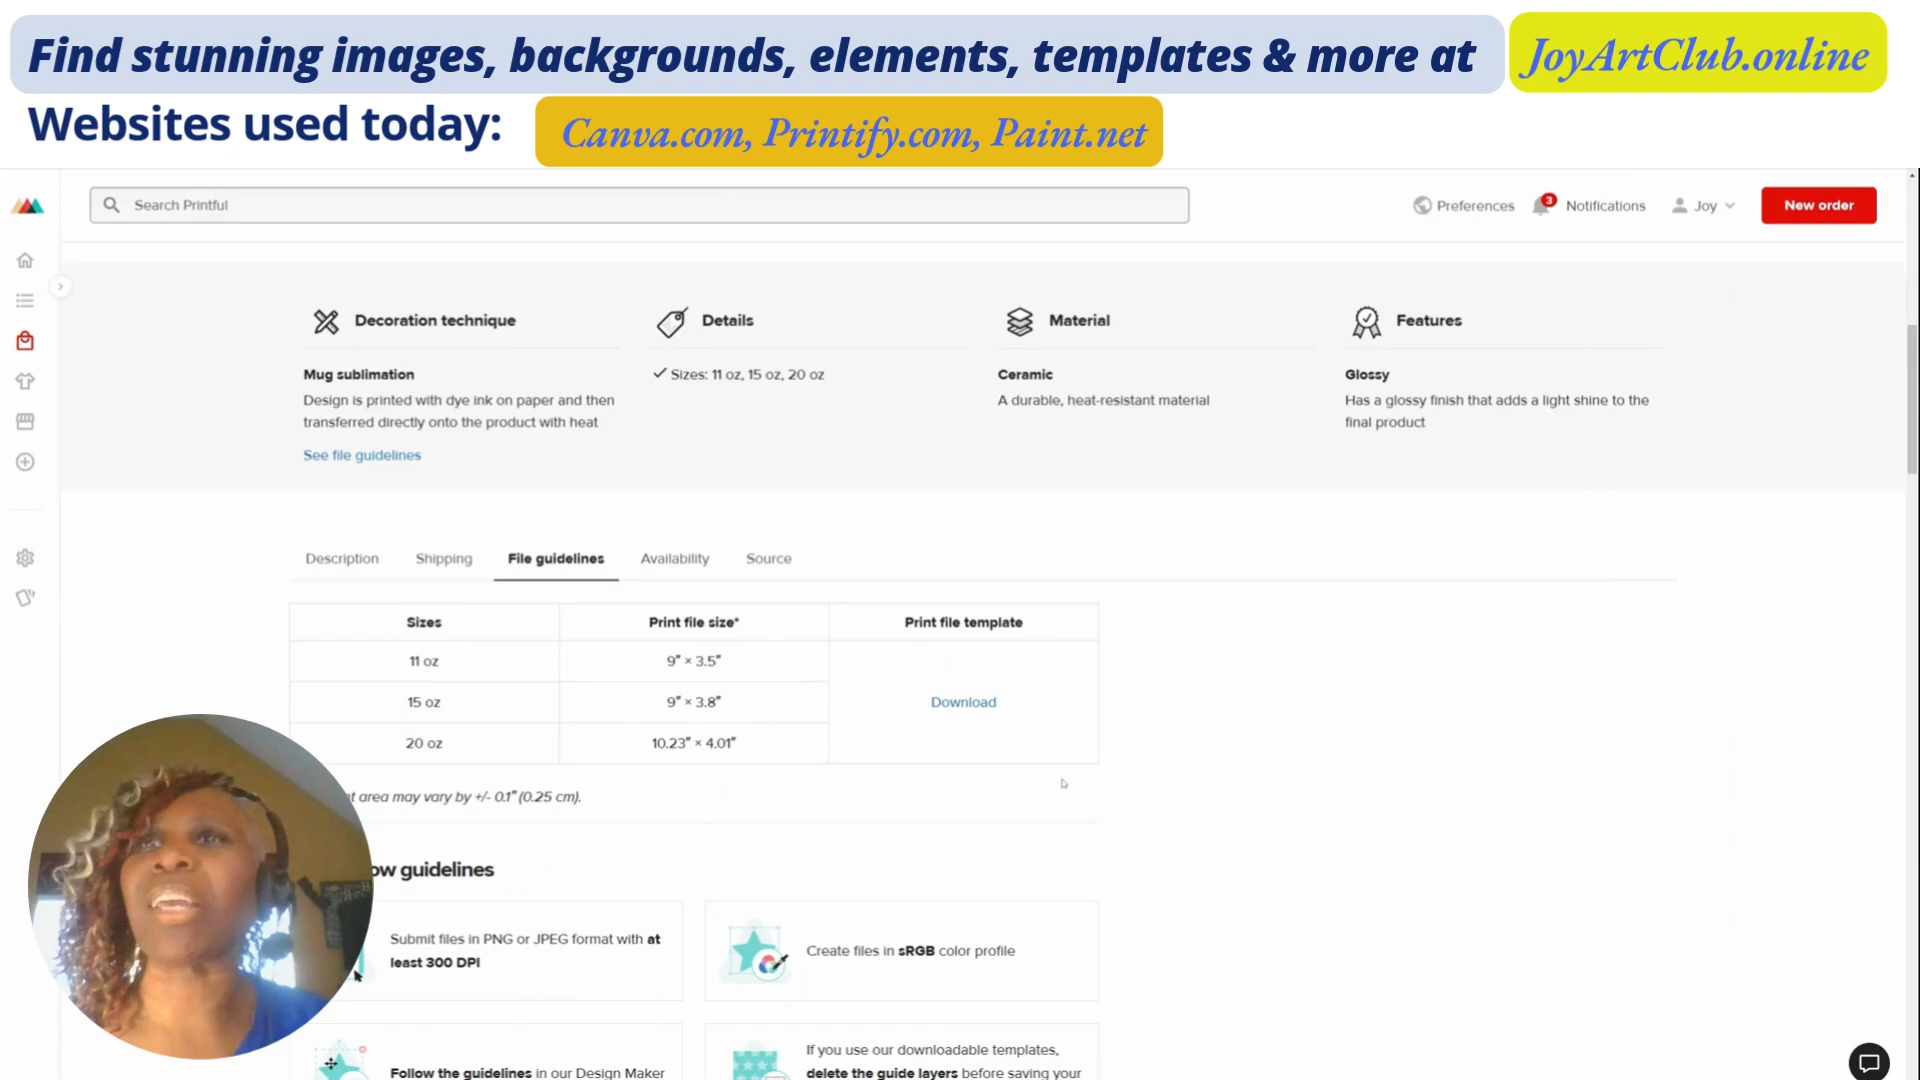 Find stunning images, backgrounds, elements, templates & more at JoyArtClub.online
Websites used today: Canva.com, Printify.com, Paint.net
Search Printful
Preferences 3 Notifications Joy New order
Decoration technique
Mug sublimation
Design is printed with dye ink on paper and then
transferred directly onto the product with heat
See file guidelines
Details
Sizes: 11 oz, 15 oz, 20 oz
Material
Ceramic
A durable, heat-resistant material
Features
Glossy
Has a glossy finish that adds a light shine to the
final product
Description Shipping File guidelines Availability Source
Sizes Print file size* Print file template
11 oz 9″ × 3.5″
15 oz 9″ × 3.8″ Download
20 oz 10.23″ × 4.01″
area may vary by +/- 0.1″ (0.25 cm).
guidelines
Submit files in PNG or JPEG format with at
least 300 DPI
Create files in sRGB color profile
Follow the guidelines in our Design Maker
If you use our downloadable templates,
delete the guide layers before saving your